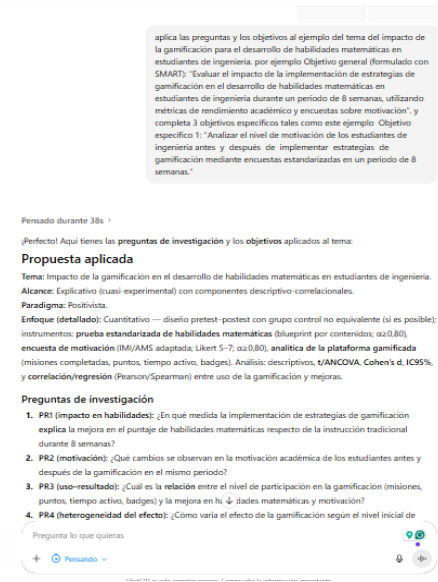 aplica las preguntas y los objetivos al ejemplo del tema del impacto de
la gamificación para el desarrollo de habilidades matemáticas en
estudiantes de ingeniería. por ejemplo Objetivo general (formulado con
SMART): "Evaluar el impacto de la implementación de estrategias de
gamificación en el desarrollo de habilidades matemáticas en
estudiantes de ingeniería durante un período de 8 semanas, utilizando
métricas de rendimiento académico y encuestas sobre motivación". y
completa 3 objetivos específicos tales como este ejemplo Objetivo
específico 1: "Analizar el nivel de motivación de los estudiantes de
ingeniería antes y después de implementar estrategias de
gamificación mediante encuestas estandarizadas en un período de 8
semanas."
Pensado durante 38s >
¡Perfecto! Aquí tienes las preguntas de investigación y los objetivos aplicados al tema:
Propuesta aplicada
Tema: Impacto de la gamificación en el desarrollo de habilidades matemáticas en estudiantes de ingeniería.
Alcance: Explicativo (cuasi-experimental) con componentes descriptivo-correlacionales.
Paradigma: Positivista.
Enfoque (detallado): Cuantitativo — diseño pretest–postest con grupo control no equivalente (si es posible);
instrumentos: prueba estandarizada de habilidades matemáticas (blueprint por contenidos; α≥0,80),
encuesta de motivación (IMI/AMS adaptada; Likert 5–7; α≥0,80), analítica de la plataforma gamificada
(misiones completadas, puntos, tiempo activo, badges). Análisis: descriptivos, t/ANCOVA, Cohen's d, IC95%,
y correlación/regresión (Pearson/Spearman) entre uso de la gamificación y mejoras.
Preguntas de investigación
1. PR1 (impacto en habilidades): ¿En qué medida la implementación de estrategias de gamificación
explica la mejora en el puntaje de habilidades matemáticas respecto de la instrucción tradicional
durante 8 semanas?
2. PR2 (motivación): ¿Qué cambios se observan en la motivación académica de los estudiantes antes y
después de la gamificación en el mismo período?
3. PR3 (uso–resultado): ¿Cuál es la relación entre el nivel de participación en la gamificación (misiones,
puntos, tiempo activo, badges) y la mejora en dades matemáticas y motivación?
4. PR4 (heterogeneidad del efecto): ¿Cómo varía el efecto de la gamificación según el nivel inicial de
Pregunta lo que quieras
+ Pensando